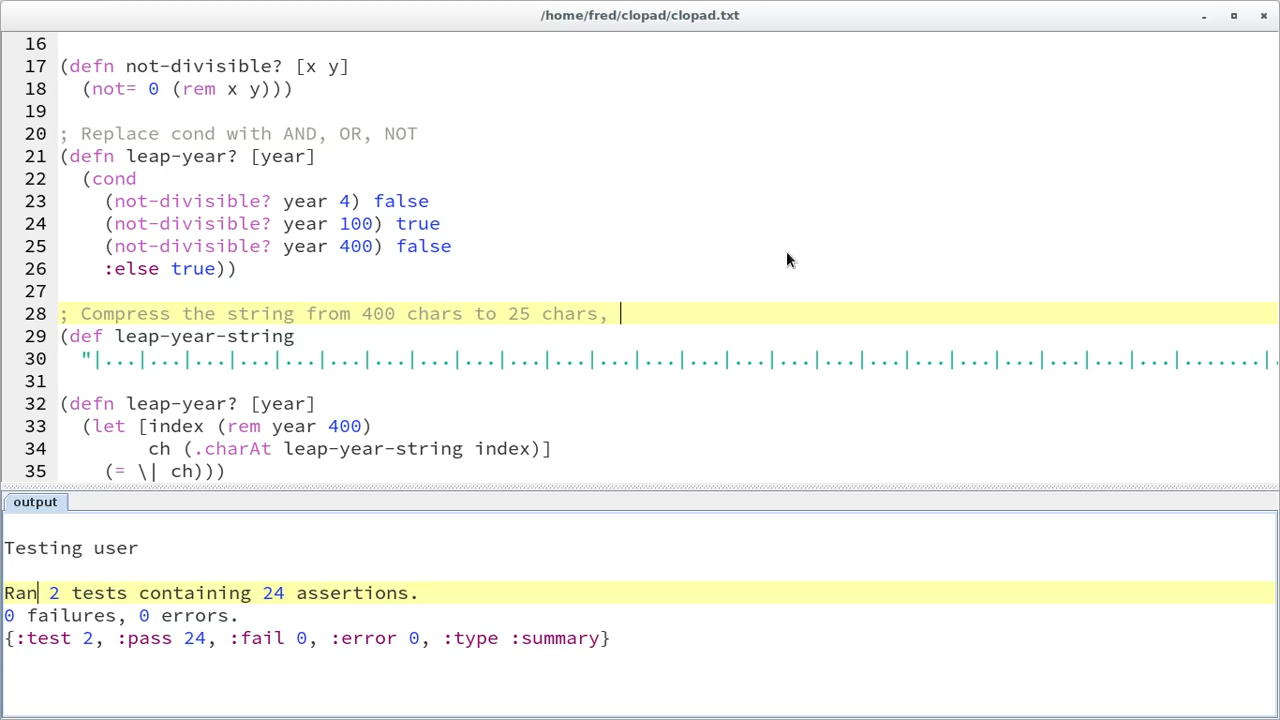 /home/fred/clopad/clopad.txt
16
17 (defn not-divisible? [x y]
18   (not= 0 (rem x y)))
19
20 ; Replace cond with AND, OR, NOT
21 (defn leap-year? [year]
22   (cond
23     (not-divisible? year 4) false
24     (not-divisible? year 100) true
25     (not-divisible? year 400) false
26     :else true))
27
28 ; Compress the string from 400 chars to 25 chars,
29 (def leap-year-string
30   "|...|...|...|...|...|...|...|...|...|...|...|...|...|...|...|...|...|...|...|...|...|...|...|...|.......|.
31
32 (defn leap-year? [year]
33   (let [index (rem year 400)
34         ch (.charAt leap-year-string index)]
35     (= \| ch)))
output
Testing user
Ran 2 tests containing 24 assertions.
0 failures, 0 errors.
{:test 2, :pass 24, :fail 0, :error 0, :type :summary}